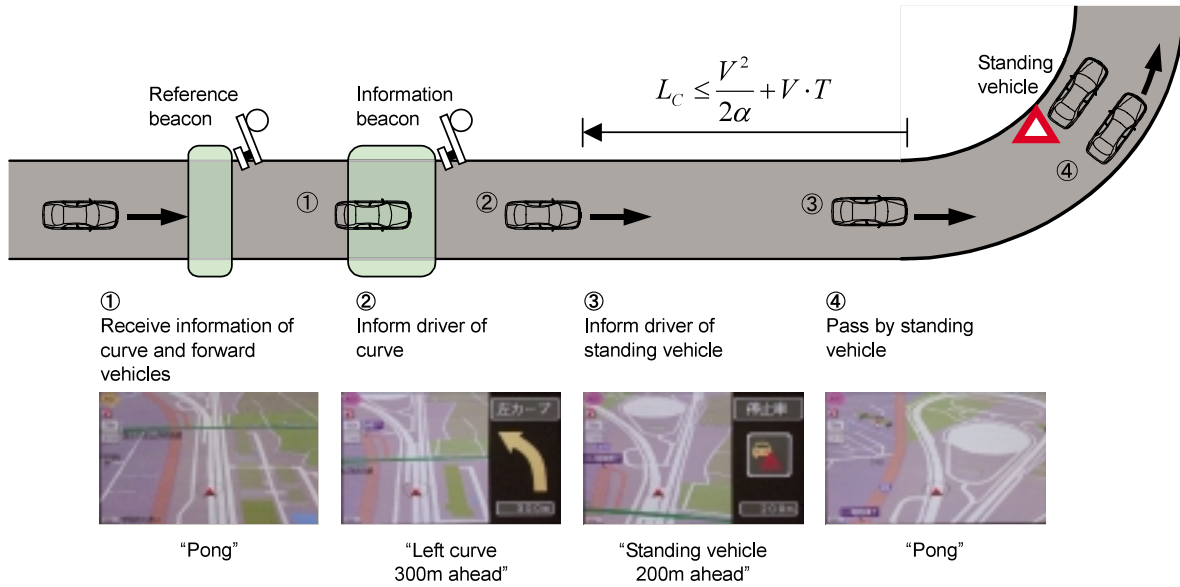 Reference
beacon
Information
beacon
L_C ≤ V²/2α + V · T
Standing
vehicle
①
②
③
④
①
Receive information of
curve and forward
vehicles
②
Inform driver of
curve
③
Inform driver of
standing vehicle
④
Pass by standing
vehicle
左カーブ
停止車
“Pong”
“Left curve
300m ahead”
“Standing vehicle
200m ahead”
“Pong”